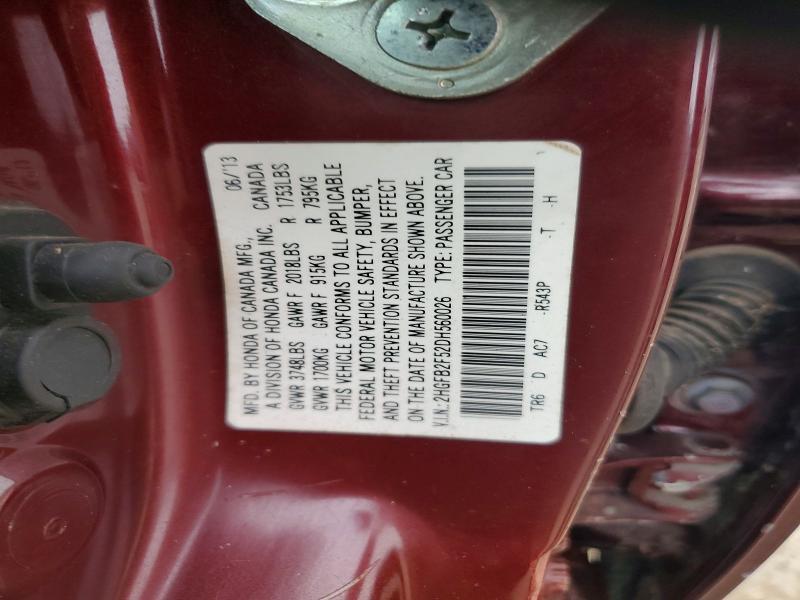 MFD. BY HONDA OF CANADA MFG., 06/13
A DIVISION OF HONDA CANADA INC. CANADA
GVWR 3748LBS GAWR F 2018LBS R 1753LBS
GVWR 1700KG GAWR F 915KG R 795KG
THIS VEHICLE CONFORMS TO ALL APPLICABLE
FEDERAL MOTOR VEHICLE SAFETY, BUMPER,
AND THEFT PREVENTION STANDARDS IN EFFECT
ON THE DATE OF MANUFACTURE SHOWN ABOVE.
V.I.N.: 2HGFB2F52DH560026 TYPE: PASSENGER CAR
TR6 D AC7 -R543P -T -H